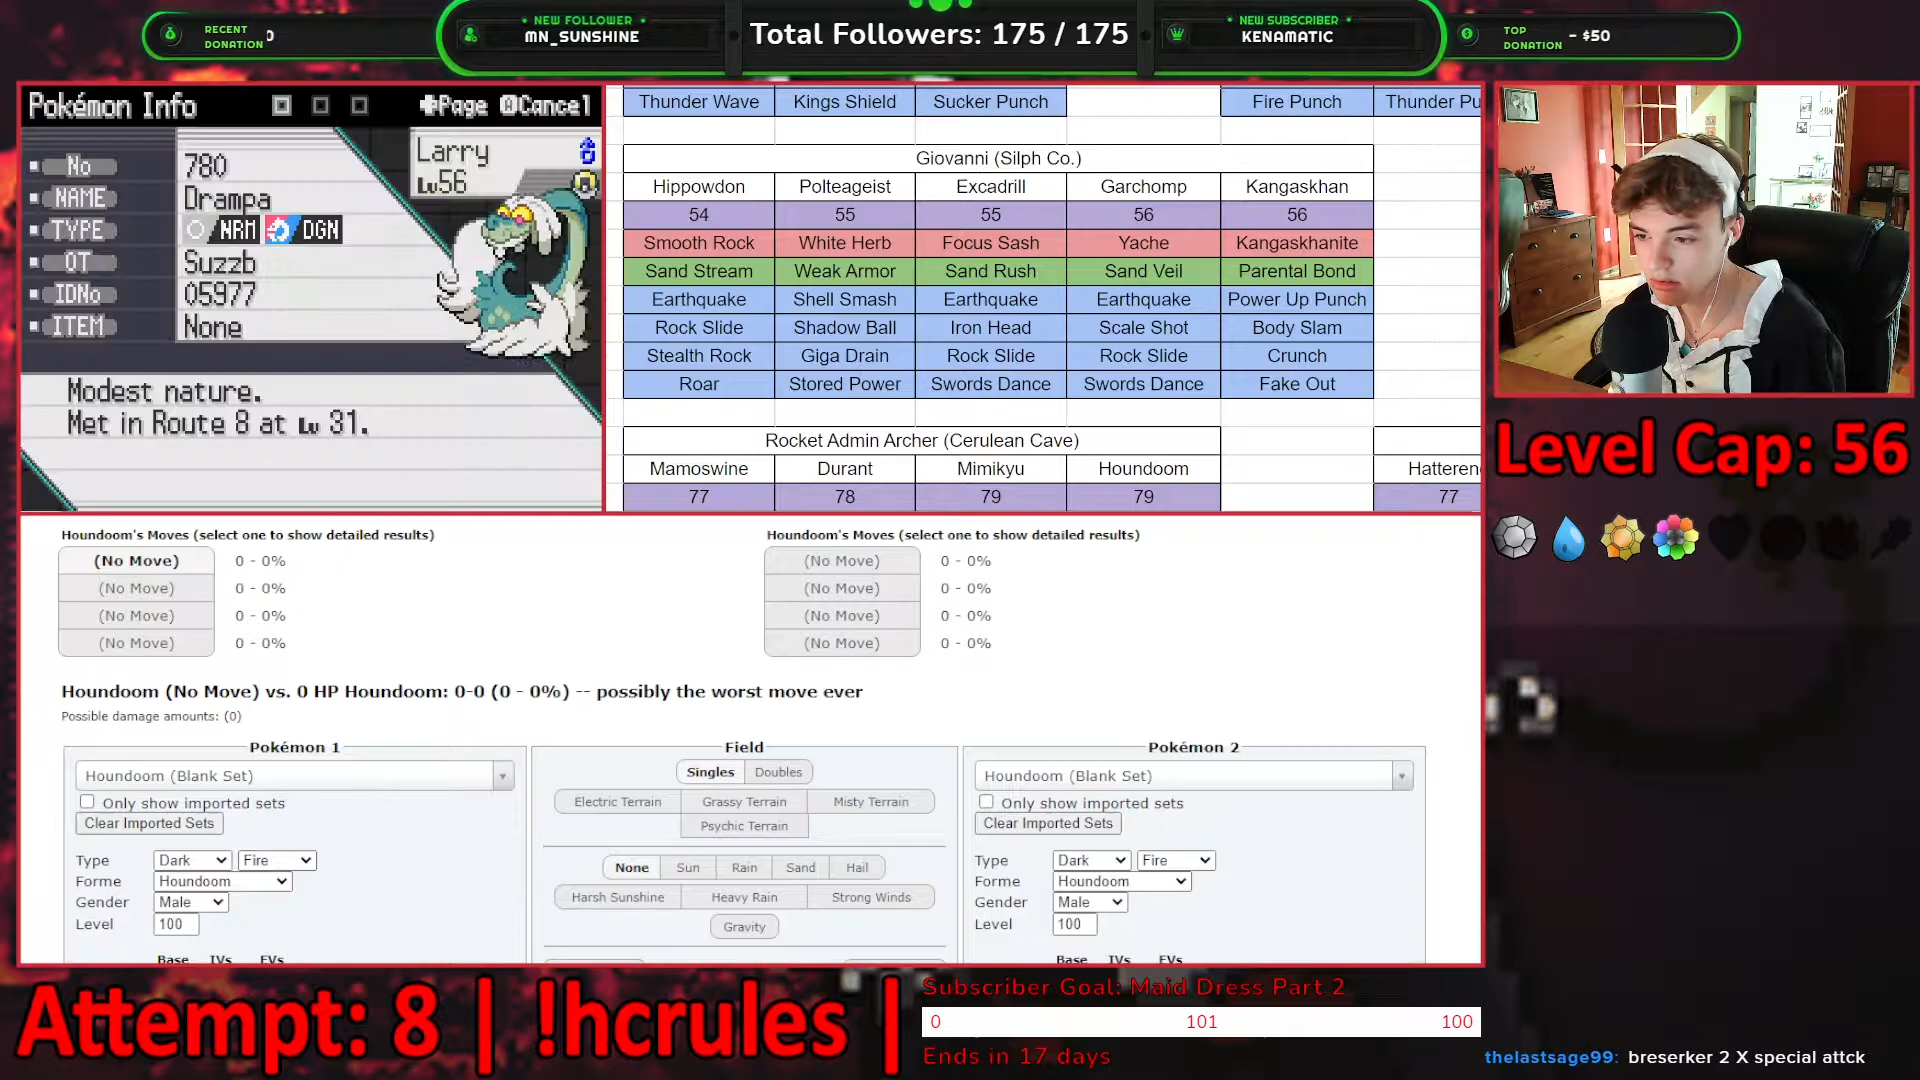 RECENT
DONATION
NEW FOLLOWER
MN_SUNSHINE
Total Followers: 175 / 175
NEW SUBSCRIBER
KENAMATIC
TOP
DONATION - $50
Pokémon Info
Page Cancel
Larry
Lv56
No 780
NAME Drampa
TYPE NRM DGN
OT Suzzb
IDNo 05977
ITEM None
Modest nature.
Met in Route 8 at Lv 31.
Thunder Wave Kings Shield Sucker Punch Fire Punch Thunder Pu
Giovanni (Silph Co.)
Hippowdon Polteageist Excadrill Garchomp Kangaskhan
54 55 55 56 56
Smooth Rock White Herb Focus Sash Yache Kangaskhanite
Sand Stream Weak Armor Sand Rush Sand Veil Parental Bond
Earthquake Shell Smash Earthquake Earthquake Power Up Punch
Rock Slide Shadow Ball Iron Head Scale Shot Body Slam
Stealth Rock Giga Drain Rock Slide Rock Slide Crunch
Roar Stored Power Swords Dance Swords Dance Fake Out
Rocket Admin Archer (Cerulean Cave)
Mamoswine Durant Mimikyu Houndoom Hatteren
77 78 79 79 77
Level Cap: 56
Houndoom's Moves (select one to show detailed results) Houndoom's Moves (select one to show detailed results)
(No Move) 0 - 0% (No Move) 0 - 0%
(No Move) 0 - 0% (No Move) 0 - 0%
(No Move) 0 - 0% (No Move) 0 - 0%
(No Move) 0 - 0% (No Move) 0 - 0%
Houndoom (No Move) vs. 0 HP Houndoom: 0-0 (0 - 0%) -- possibly the worst move ever
Possible damage amounts: (0)
Pokémon 1
Houndoom (Blank Set)
Only show imported sets
Clear Imported Sets
Type Dark Fire
Forme Houndoom
Gender Male
Level 100
Base IVs EVs
Field
Singles Doubles
Electric Terrain Grassy Terrain Misty Terrain
Psychic Terrain
None Sun Rain Sand Hail
Harsh Sunshine Heavy Rain Strong Winds
Gravity
Pokémon 2
Houndoom (Blank Set)
Only show imported sets
Clear Imported Sets
Type Dark Fire
Forme Houndoom
Gender Male
Level 100
Base IVs EVs
Attempt: 8 | !hcrules |
Subscriber Goal: Maid Dress Part 2
0 101 100
Ends in 17 days
thelastsage99: breserker 2 X special attck